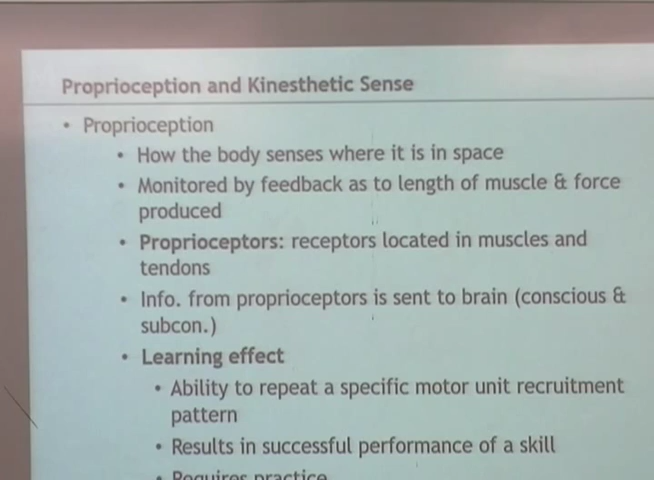 Proprioception and Kinesthetic Sense
• Proprioception
• How the body senses where it is in space
• Monitored by feedback as to length of muscle & force
produced
• Proprioceptors: receptors located in muscles and
tendons
• Info. from proprioceptors is sent to brain (conscious &
subcon.)
• Learning effect
• Ability to repeat a specific motor unit recruitment
pattern
• Results in successful performance of a skill
• Requires practice